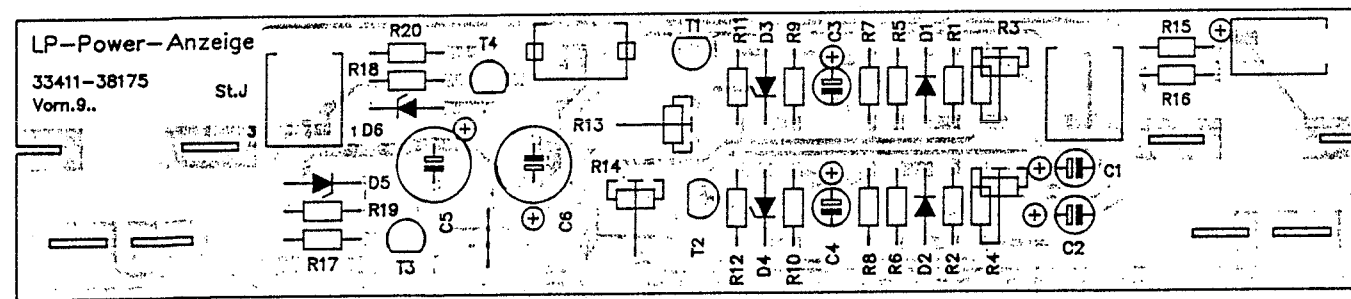 LP-Power-Anzeige
33411-38175
Vorn.9..
St.J
3
1
R20
R18
D6
T4
T1
R11
D3
R9
C3
R7
R5
D1
R1
R3
R15
R16
R13
R14
D5
R19
R17
T3
C5
C6
T2
R12
D4
R10
C4
R8
R6
D2
R2
R4
C1
C2